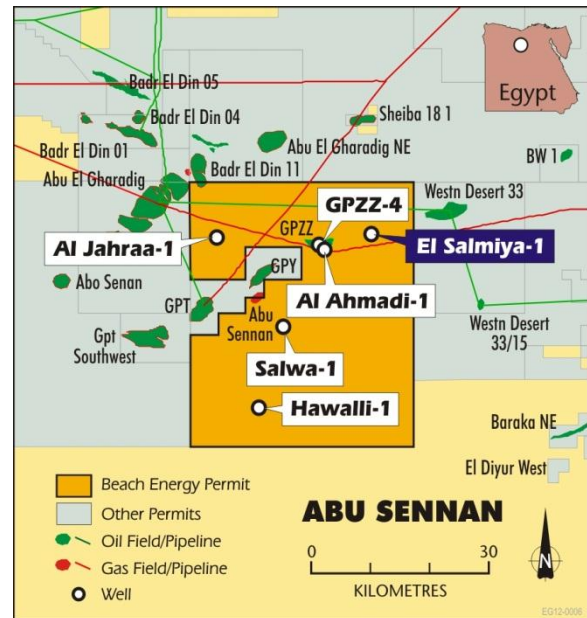 Badr El Din 05
Egypt
Badr El Din 04
Sheiba 18 1
Badr El Din 01
Abu El Gharadig NE
BW 1
Badr El Din 11
Abu El Gharadig
Westn Desert 33
GPZZ-4
GPZZ
Al Jahraa-1
El Salmiya-1
GPY
Abo Senan
Al Ahmadi-1
GPT
Abu
Sennan
Gpt
Southwest
Westn Desert
33/15
Salwa-1
Hawalli-1
Baraka NE
El Diyur West
Beach Energy Permit
Other Permits
Oil Field/Pipeline
Gas Field/Pipeline
Well
ABU SENNAN
0 30
KILOMETRES
N
EG12-0006